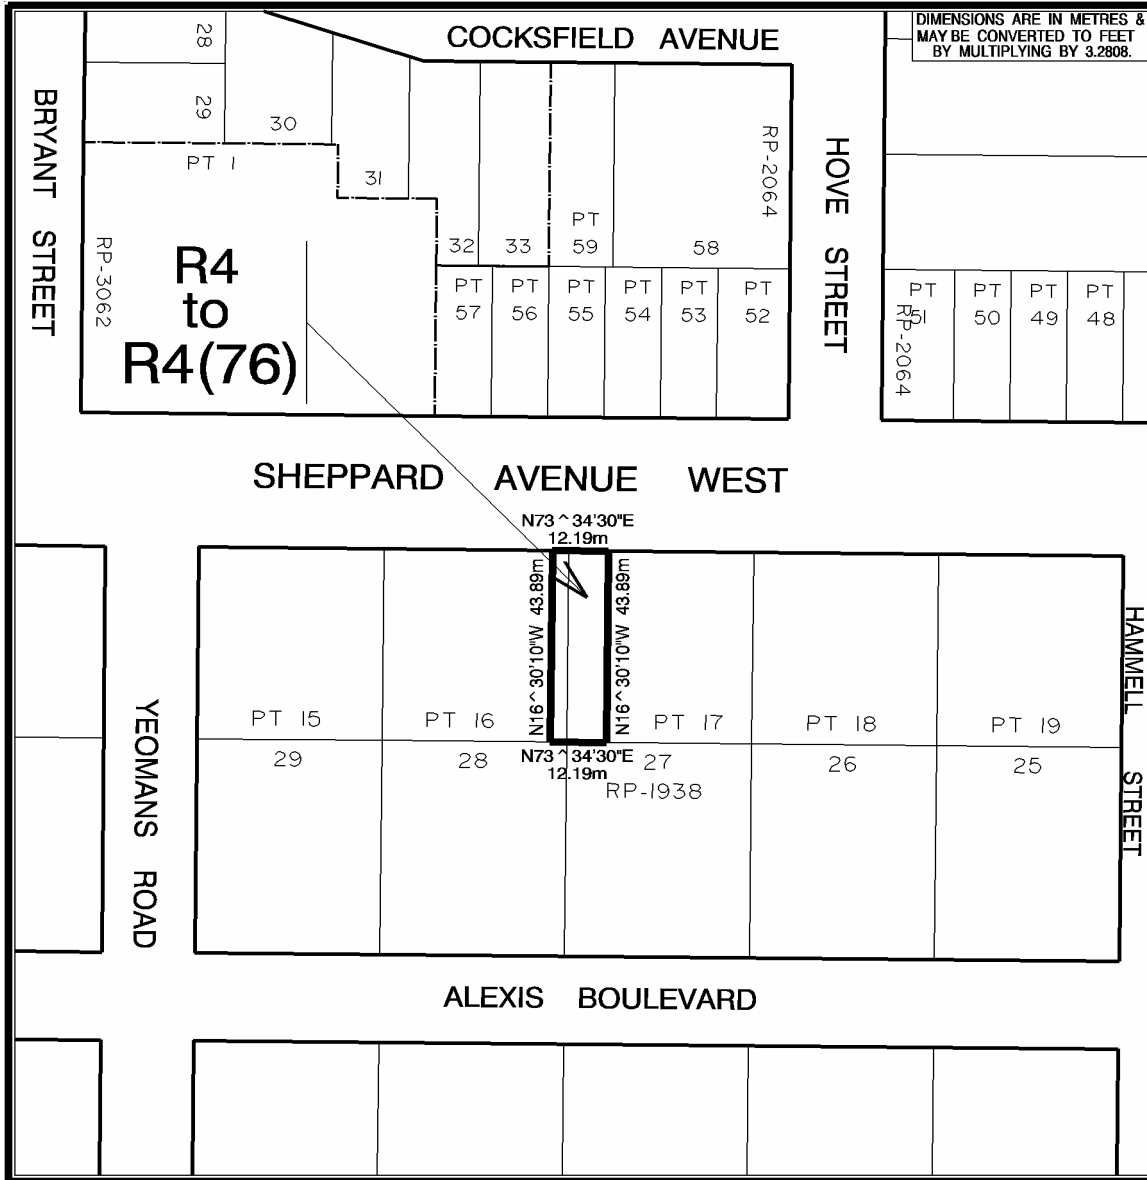 DIMENSIONS ARE IN METRES &
MAY BE CONVERTED TO FEET
BY MULTIPLYING BY 3.2808.
COCKSFIELD AVENUE
BRYANT STREET
HOVE STREET
28
29
30
31
PT 1
RP-3062
R4
to
R4(76)
32
33
PT
59
58
RP-2064
PT
57
PT
56
PT
55
PT
54
PT
53
PT
52
PT
51
RP-2064
PT
50
PT
49
PT
48
SHEPPARD AVENUE WEST
N73^34'30"E
12.19m
N16^30'10"W 43.89m
N16^30'10"W 43.89m
N73^34'30"E
12.19m
PT 15
PT 16
PT 17
PT 18
PT 19
29
28
27
26
25
RP-1938
YEOMANS ROAD
HAMMELL STREET
ALEXIS BOULEVARD